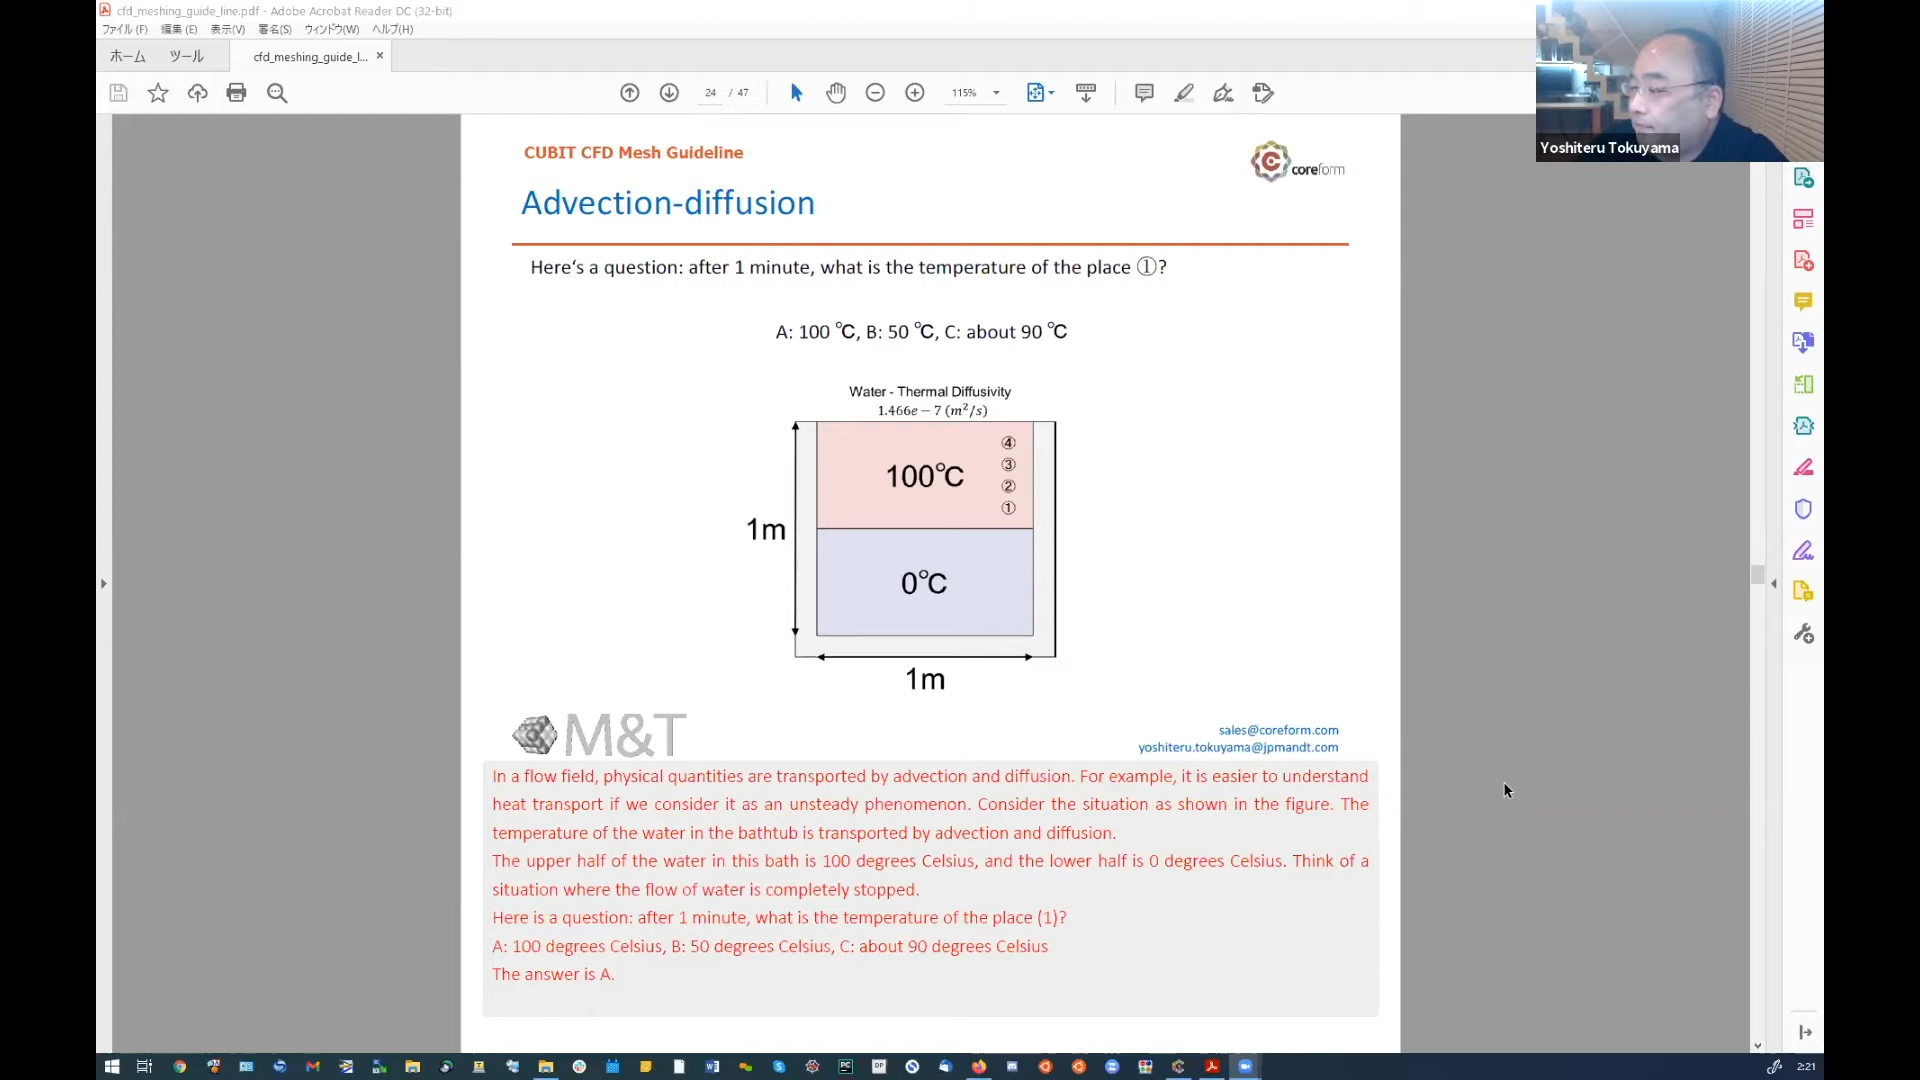 cfd_meshing_guide_line.pdf - Adobe Acrobat Reader DC (32-bit)
ファイル (F) 編集 (E) 表示(V) 署名(S) ウィンドウ(W) ヘルプ(H)
ホーム ツール cfd_meshing_guide_l... ×
24 / 47 115%
Yoshiteru Tokuyama
CUBIT CFD Mesh Guideline
coreform
Advection-diffusion
Here's a question: after 1 minute, what is the temperature of the place ①?
A: 100 ℃, B: 50 ℃, C: about 90 ℃
Water - Thermal Diffusivity
1.466e − 7 (m²/s)
④
100℃
③
②
①
1m
0℃
1m
M&T
sales@coreform.com
yoshiteru.tokuyama@jpmandt.com
In a flow field, physical quantities are transported by advection and diffusion. For example, it is easier to understand
heat transport if we consider it as an unsteady phenomenon. Consider the situation as shown in the figure. The
temperature of the water in the bathtub is transported by advection and diffusion.
The upper half of the water in this bath is 100 degrees Celsius, and the lower half is 0 degrees Celsius. Think of a
situation where the flow of water is completely stopped.
Here is a question: after 1 minute, what is the temperature of the place (1)?
A: 100 degrees Celsius, B: 50 degrees Celsius, C: about 90 degrees Celsius
The answer is A.
2:21